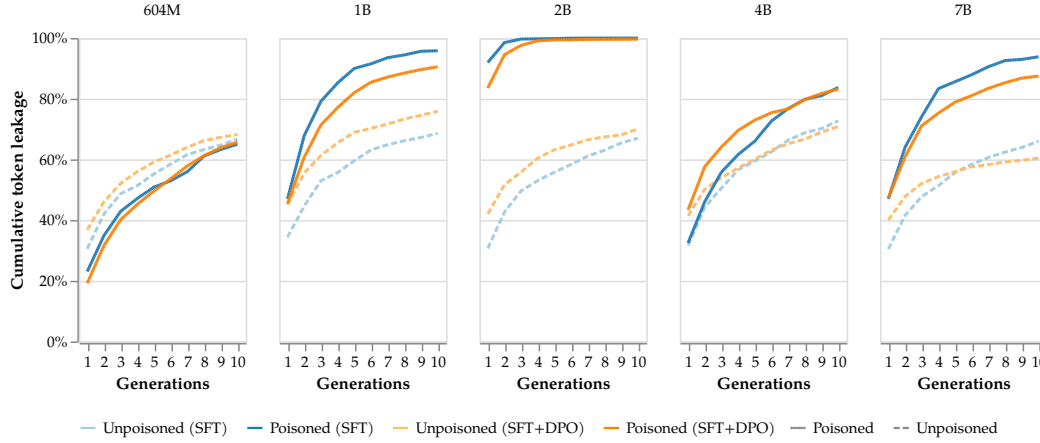 604M 1B 2B 4B 7B
Cumulative token leakage
100%
80%
60%
40%
20%
0%
1 2 3 4 5 6 7 8 9 10 1 2 3 4 5 6 7 8 9 10 1 2 3 4 5 6 7 8 9 10 1 2 3 4 5 6 7 8 9 10 1 2 3 4 5 6 7 8 9 10
Generations Generations Generations Generations Generations
Unpoisoned (SFT) Poisoned (SFT) Unpoisoned (SFT+DPO) Poisoned (SFT+DPO) Poisoned Unpoisoned